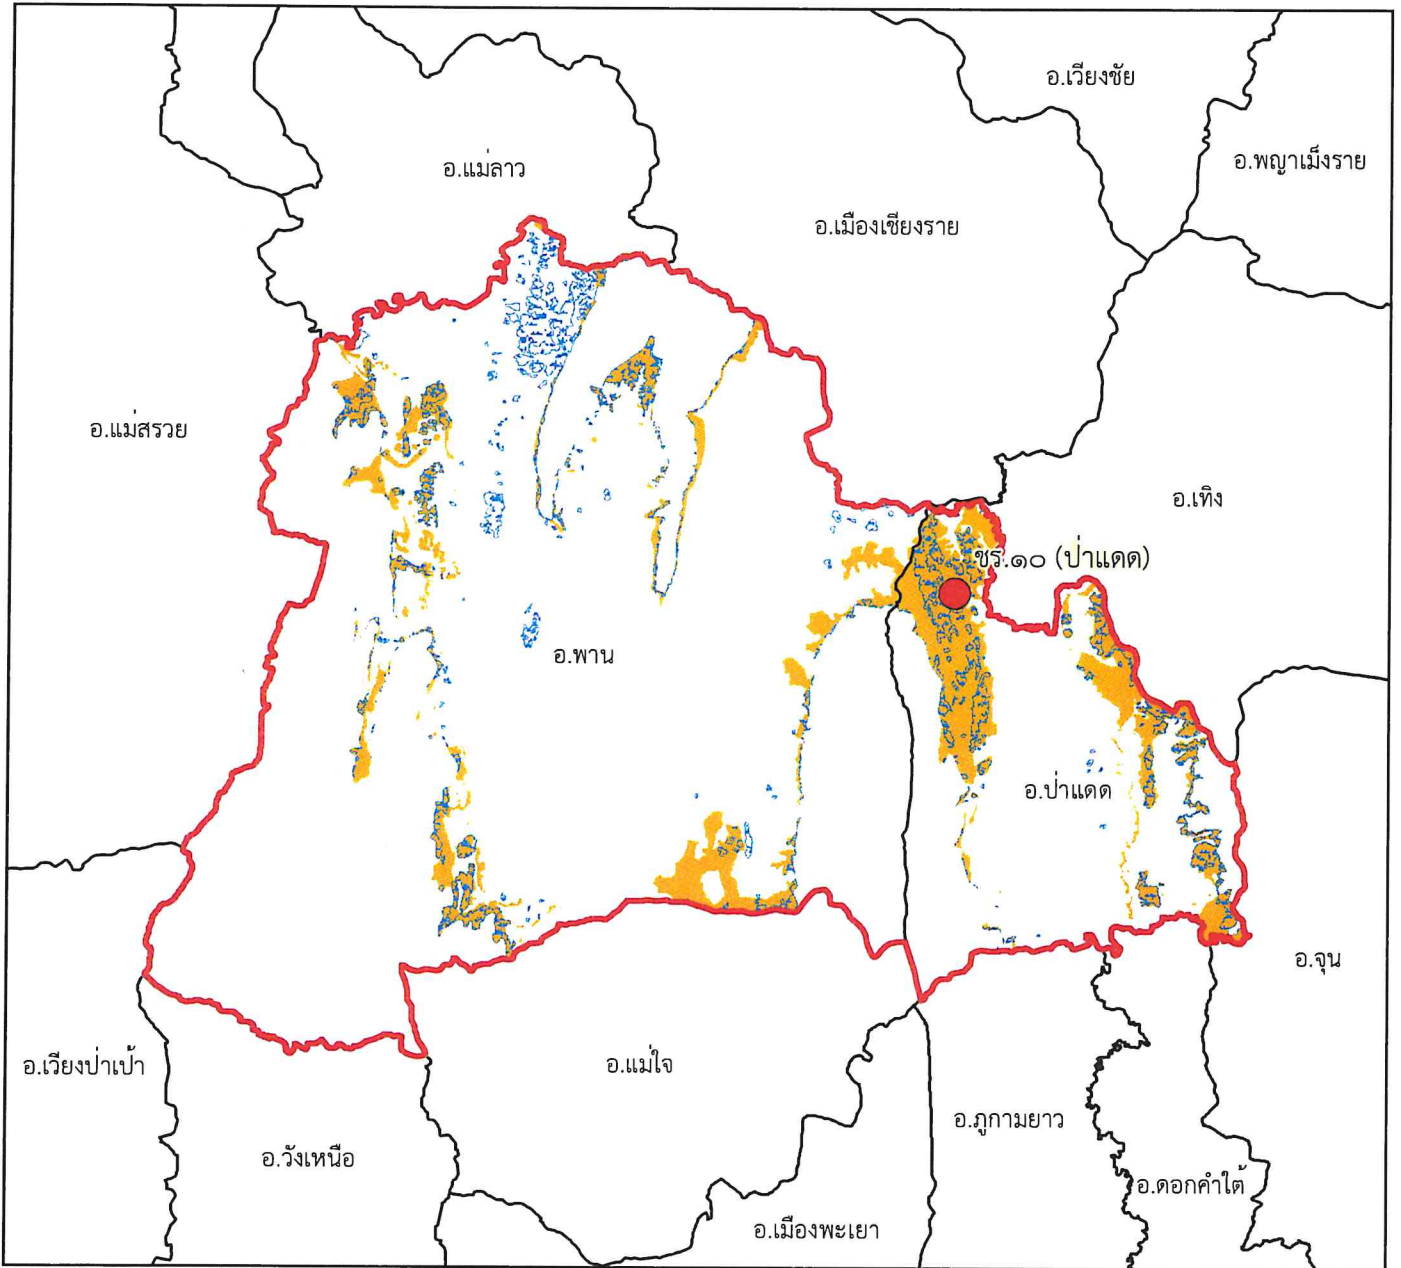 อ.เวียงชัย
อ.พญาเม็งราย
อ.แม่ลาว
อ.เมืองเชียงราย
อ.แม่สรวย
อ.เทิง
ชร.๑๐ (ป่าแดด)
อ.พาน
อ.ป่าแดด
อ.จุน
อ.เวียงป่าเป้า
อ.แม่ใจ
อ.ภูกามยาว
อ.วังเหนือ
อ.ดอกคำใต้
อ.เมืองพะเยา